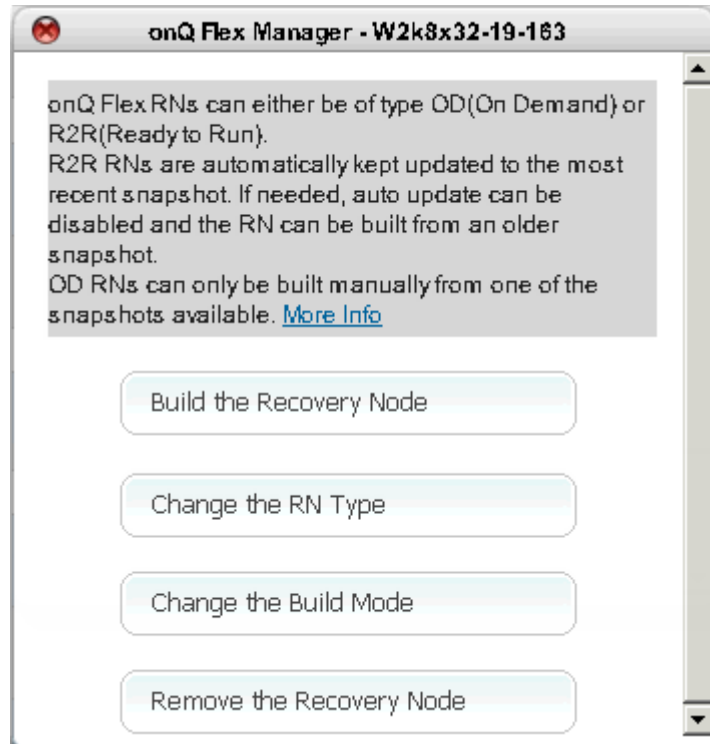 onQ Flex Manager - W2k8x32-19-163
onQ Flex RNs can either be of type OD(On Demand) or
R2R(Ready to Run).
R2R RNs are automatically kept updated to the most
recent snapshot. If needed, auto update can be
disabled and the RN can be built from an older
snapshot.
OD RNs can only be built manually from one of the
snapshots available. More Info
Build the Recovery Node
Change the RN Type
Change the Build Mode
Remove the Recovery Node